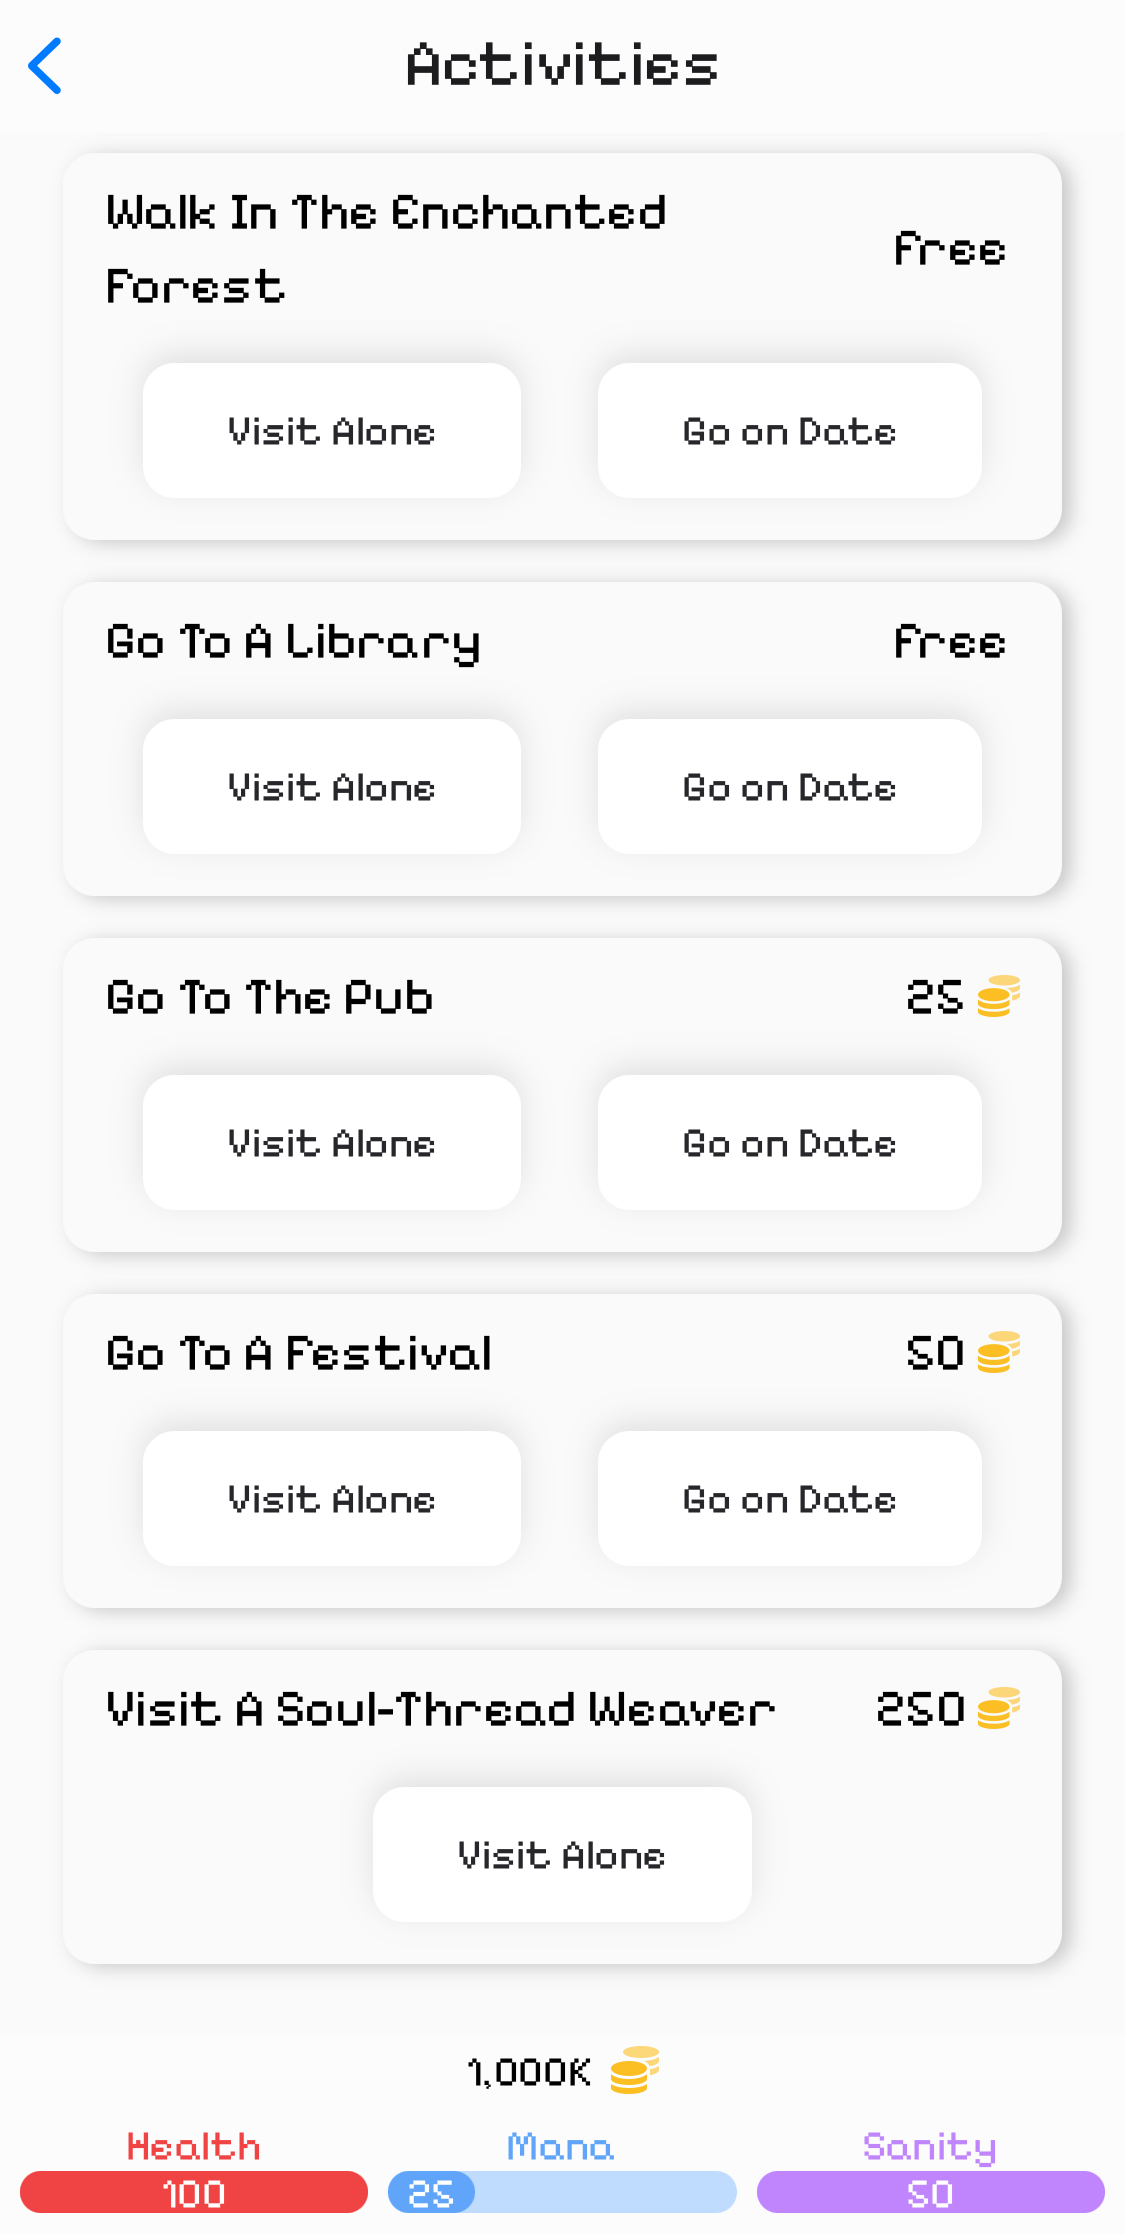 Activities
Walk In The Enchanted
Forest
Free
Visit Alone
Go on Date
Go To A Library
Free
Visit Alone
Go on Date
Go To The Pub
25
Visit Alone
Go on Date
Go To A Festival
50
Visit Alone
Go on Date
Visit A Soul-Thread Weaver
250
Visit Alone
1,000K
Health
Mana
Sanity
100
25
50